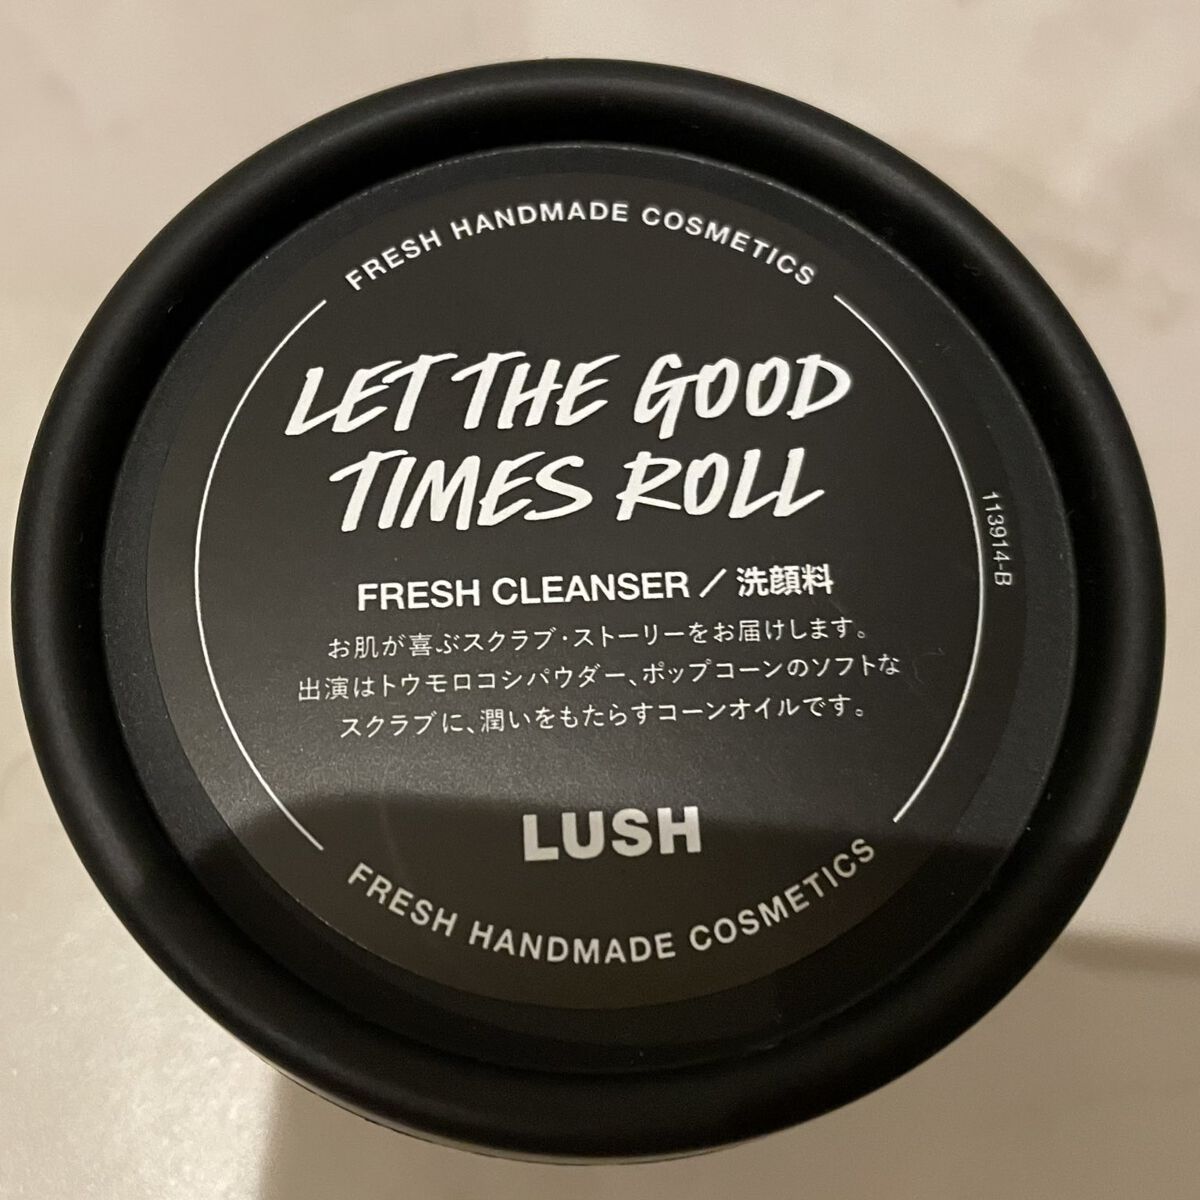 FRESH HANDMADE COSMETICS
LET THE GOOD
TIMES ROLL
113914-B
FRESH CLEANSER／洗顔料
お肌が喜ぶスクラブ・ストーリーをお届けします。
出演はトウモロコシパウダー、ポップコーンのソフトな
スクラブに、潤いをもたらすコーンオイルです。
LUSH
FRESH HANDMADE COSMETICS